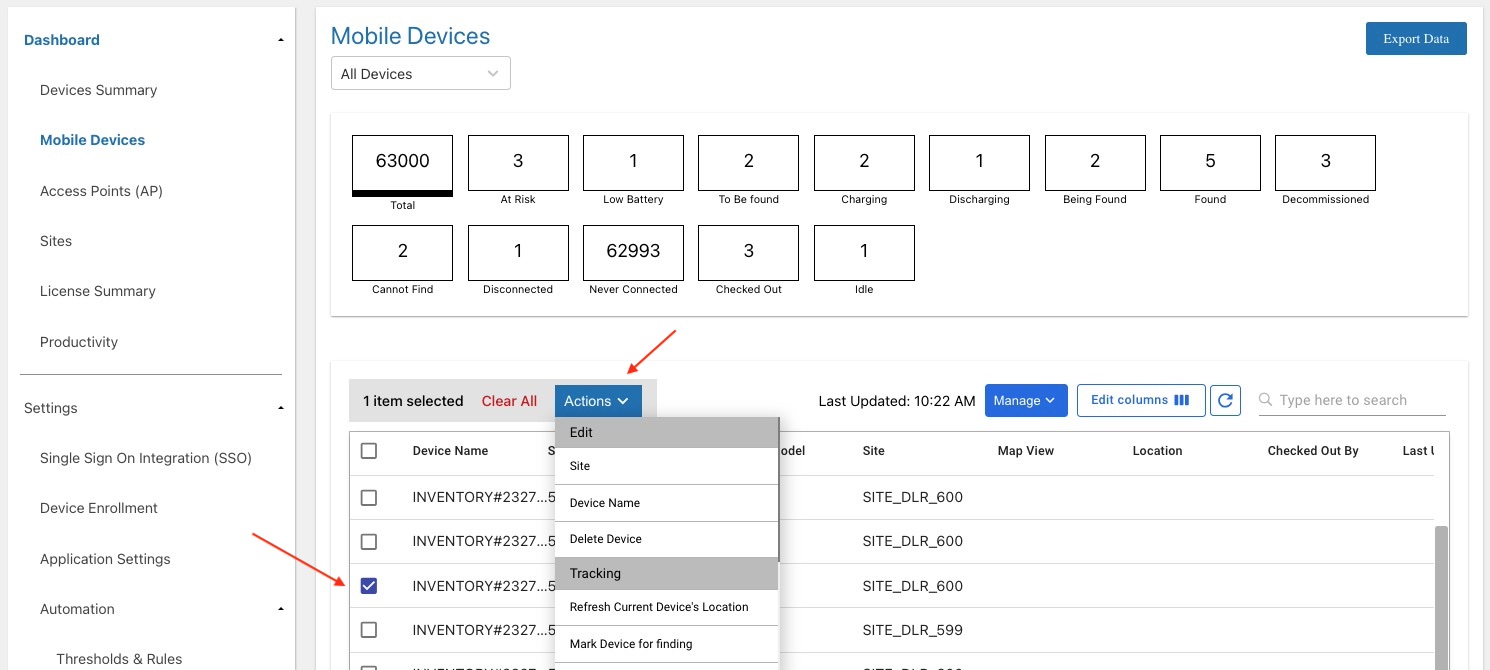 Dashboard
Devices Summary
Mobile Devices
Access Points (AP)
Sites
License Summary
Productivity
Settings
Single Sign On Integration (SSO)
Device Enrollment
Application Settings
Automation
Thresholds & Rules
Mobile Devices
Export Data
All Devices
63000 3 1 2 2 1 2 5 3
Total At Risk Low Battery To Be found Charging Discharging Being Found Found Decommissioned
2 1 62993 3 1
Cannot Find Disconnected Never Connected Checked Out Idle
1 item selected Clear All Actions Last Updated: 10:22 AM Manage Edit columns Type here to search
Edit
Site
Device Name
Delete Device
Tracking
Refresh Current Device's Location
Mark Device for finding
Device Name S odel Site Map View Location Checked Out By Last U
INVENTORY#2327...5 SITE_DLR_600
INVENTORY#2327...5 SITE_DLR_600
INVENTORY#2327...5 SITE_DLR_600
INVENTORY#2327...5 SITE_DLR_599